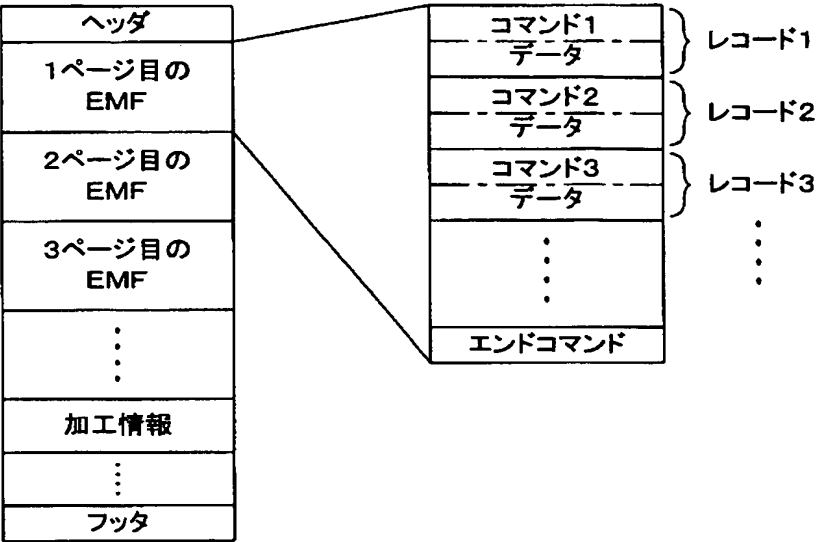 ヘッダ
1ページ目の
EMF
2ページ目の
EMF
3ページ目の
EMF
加工情報
フッタ
コマンド1
データ
レコード1
コマンド2
データ
レコード2
コマンド3
データ
レコード3
エンドコマンド